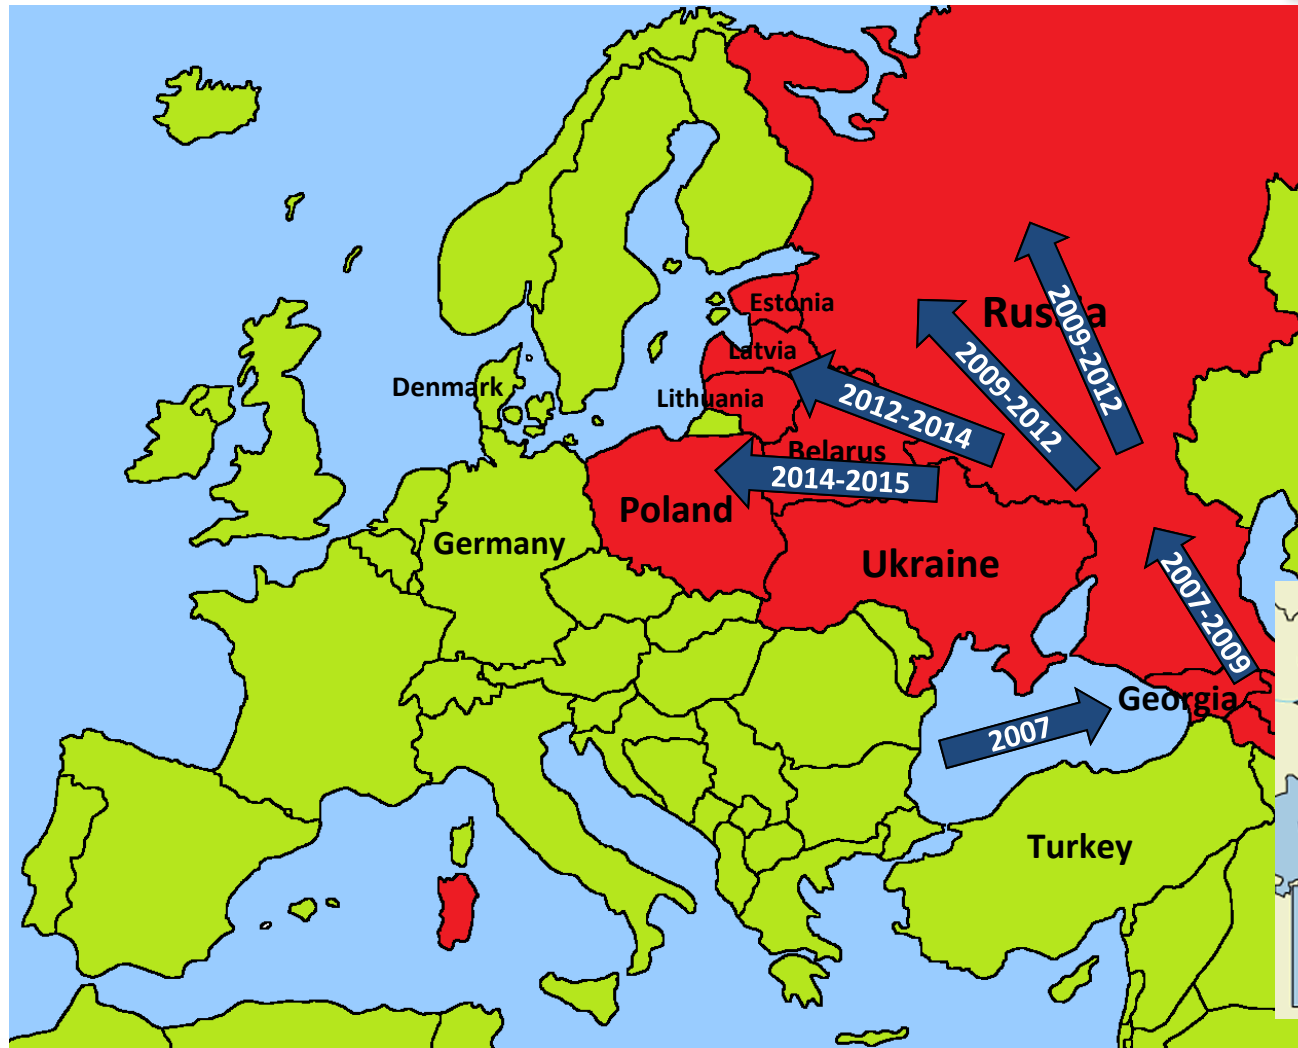 Estonia
Russia
2009-2012
Latvia
2009-2012
Denmark
Lithuania
2012-2014
Belarus
2014-2015
Poland
Germany
Ukraine
2007-2009
Georgia
2007
Turkey